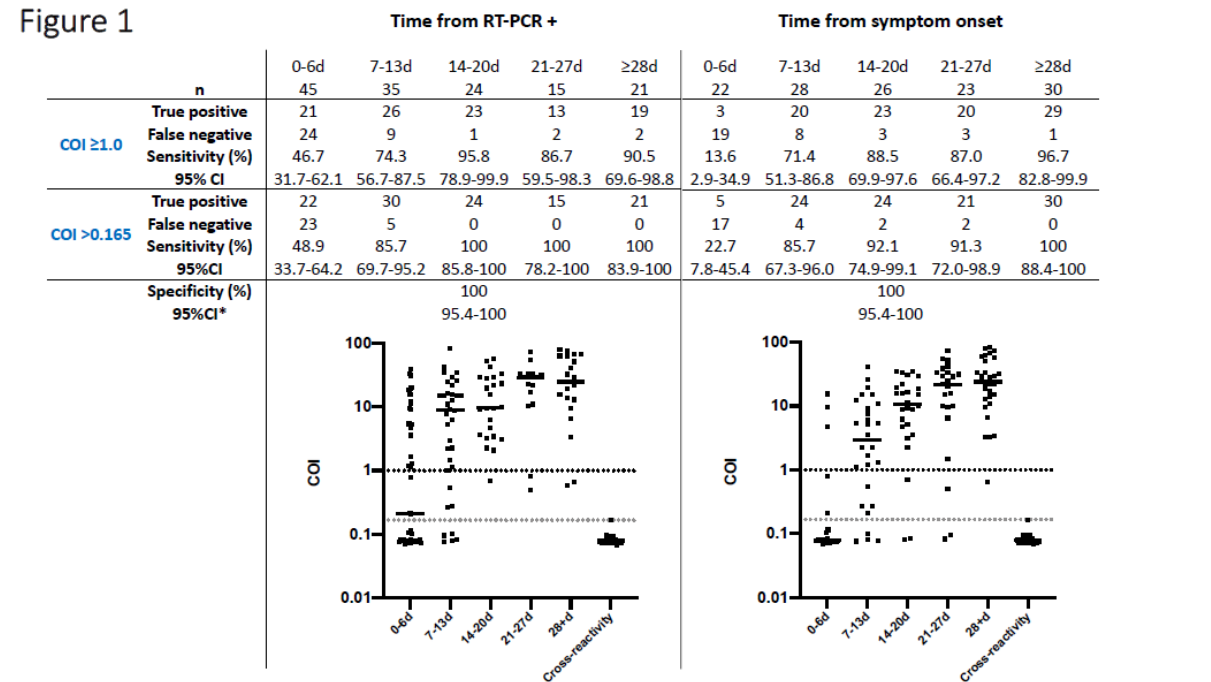 Figure 1
Time from RT-PCR + Time from symptom onset
0-6d 7-13d 14-20d 21-27d ≥28d 0-6d 7-13d 14-20d 21-27d ≥28d
n 45 35 24 15 21 22 28 26 23 30
True positive 21 26 23 13 19 3 20 23 20 29
False negative 24 9 1 2 2 19 8 3 3 1
COI ≥1.0
Sensitivity (%) 46.7 74.3 95.8 86.7 90.5 13.6 71.4 88.5 87.0 96.7
95% CI 31.7-62.1 56.7-87.5 78.9-99.9 59.5-98.3 69.6-98.8 2.9-34.9 51.3-86.8 69.9-97.6 66.4-97.2 82.8-99.9
True positive 22 30 24 15 21 5 24 24 21 30
False negative 23 5 0 0 0 17 4 2 2 0
COI >0.165
Sensitivity (%) 48.9 85.7 100 100 100 22.7 85.7 92.1 91.3 100
95%CI 33.7-64.2 69.7-95.2 85.8-100 78.2-100 83.9-100 7.8-45.4 67.3-96.0 74.9-99.1 72.0-98.9 88.4-100
Specificity (%) 100 100
95%CI* 95.4-100 95.4-100
100
10
1
0.1
0.01
COI
0-6d
7-13d
14-20d
21-27d
28+d
Cross-reactivity
100
10
1
0.1
0.01
COI
0-6d
7-13d
14-20d
21-27d
28+d
Cross-reactivity